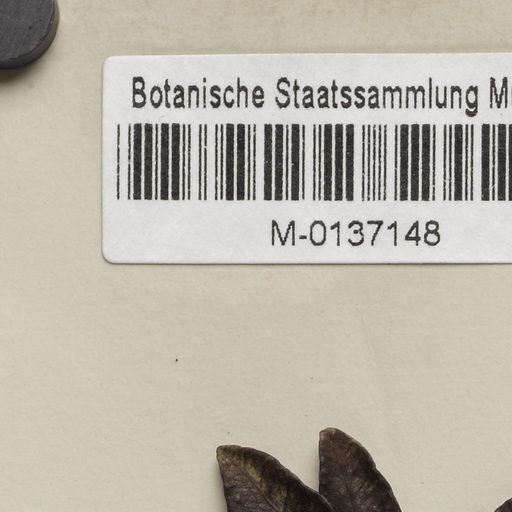 Botanische Staatssammlung
M-0137148